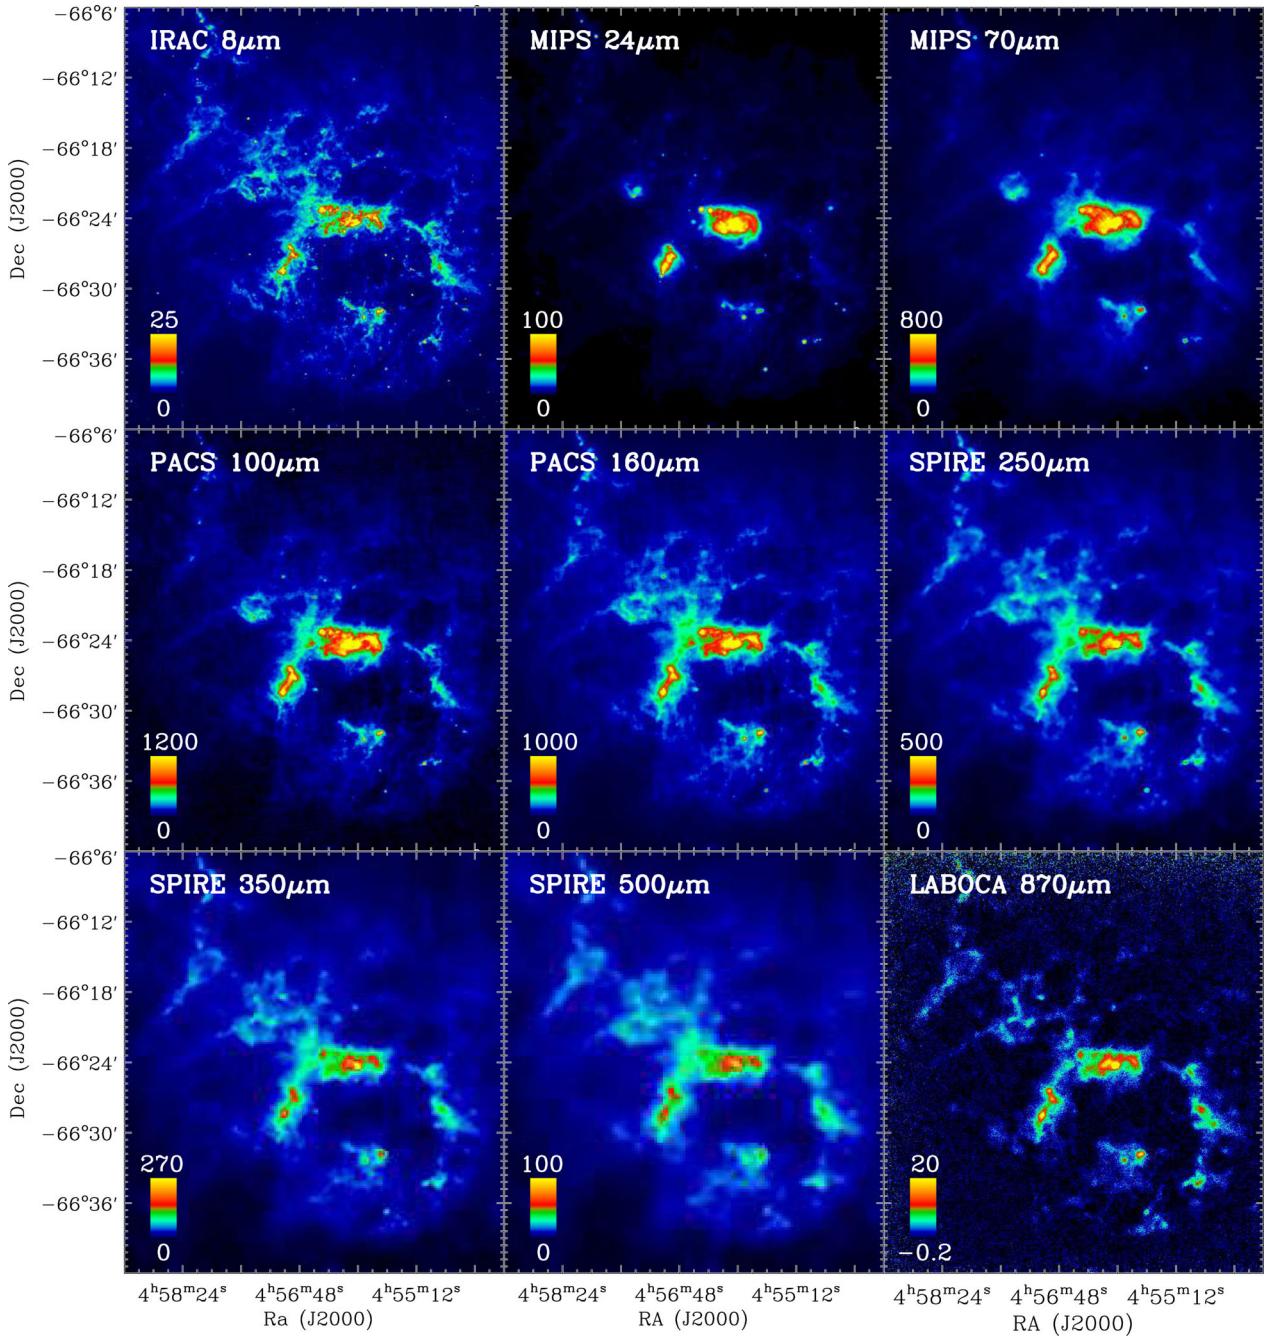 IRAC 8μm
MIPS 24μm
MIPS 70μm
−66°6′
−66°12′
−66°18′
−66°24′
−66°30′
−66°36′
Dec (J2000)
25
0
100
0
800
0
PACS 100μm
PACS 160μm
SPIRE 250μm
−66°6′
−66°12′
−66°18′
−66°24′
−66°30′
−66°36′
Dec (J2000)
1200
0
1000
0
500
0
SPIRE 350μm
SPIRE 500μm
LABOCA 870μm
−66°6′
−66°12′
−66°18′
−66°24′
−66°30′
−66°36′
Dec (J2000)
270
0
100
0
20
−0.2
4ʰ58ᵐ24ˢ 4ʰ56ᵐ48ˢ 4ʰ55ᵐ12ˢ
4ʰ58ᵐ24ˢ 4ʰ56ᵐ48ˢ 4ʰ55ᵐ12ˢ
4ʰ58ᵐ24ˢ 4ʰ56ᵐ48ˢ 4ʰ55ᵐ12ˢ
Ra (J2000)
RA (J2000)
RA (J2000)